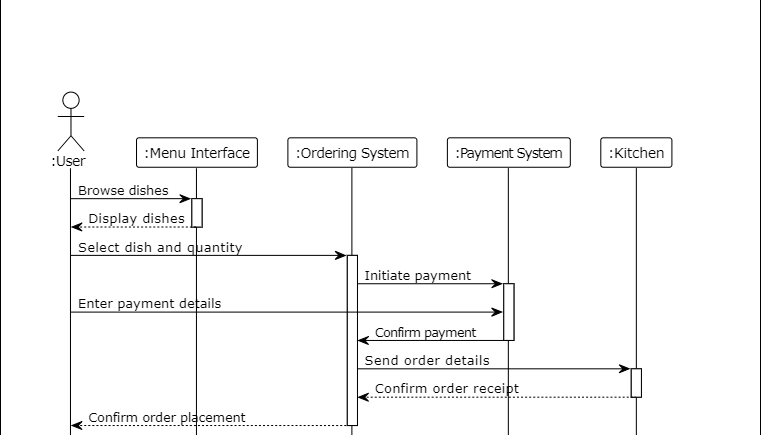 :User
:Menu Interface
:Ordering System
:Payment System
:Kitchen
Browse dishes
Display dishes
Select dish and quantity
Initiate payment
Enter payment details
Confirm payment
Send order details
Confirm order receipt
Confirm order placement